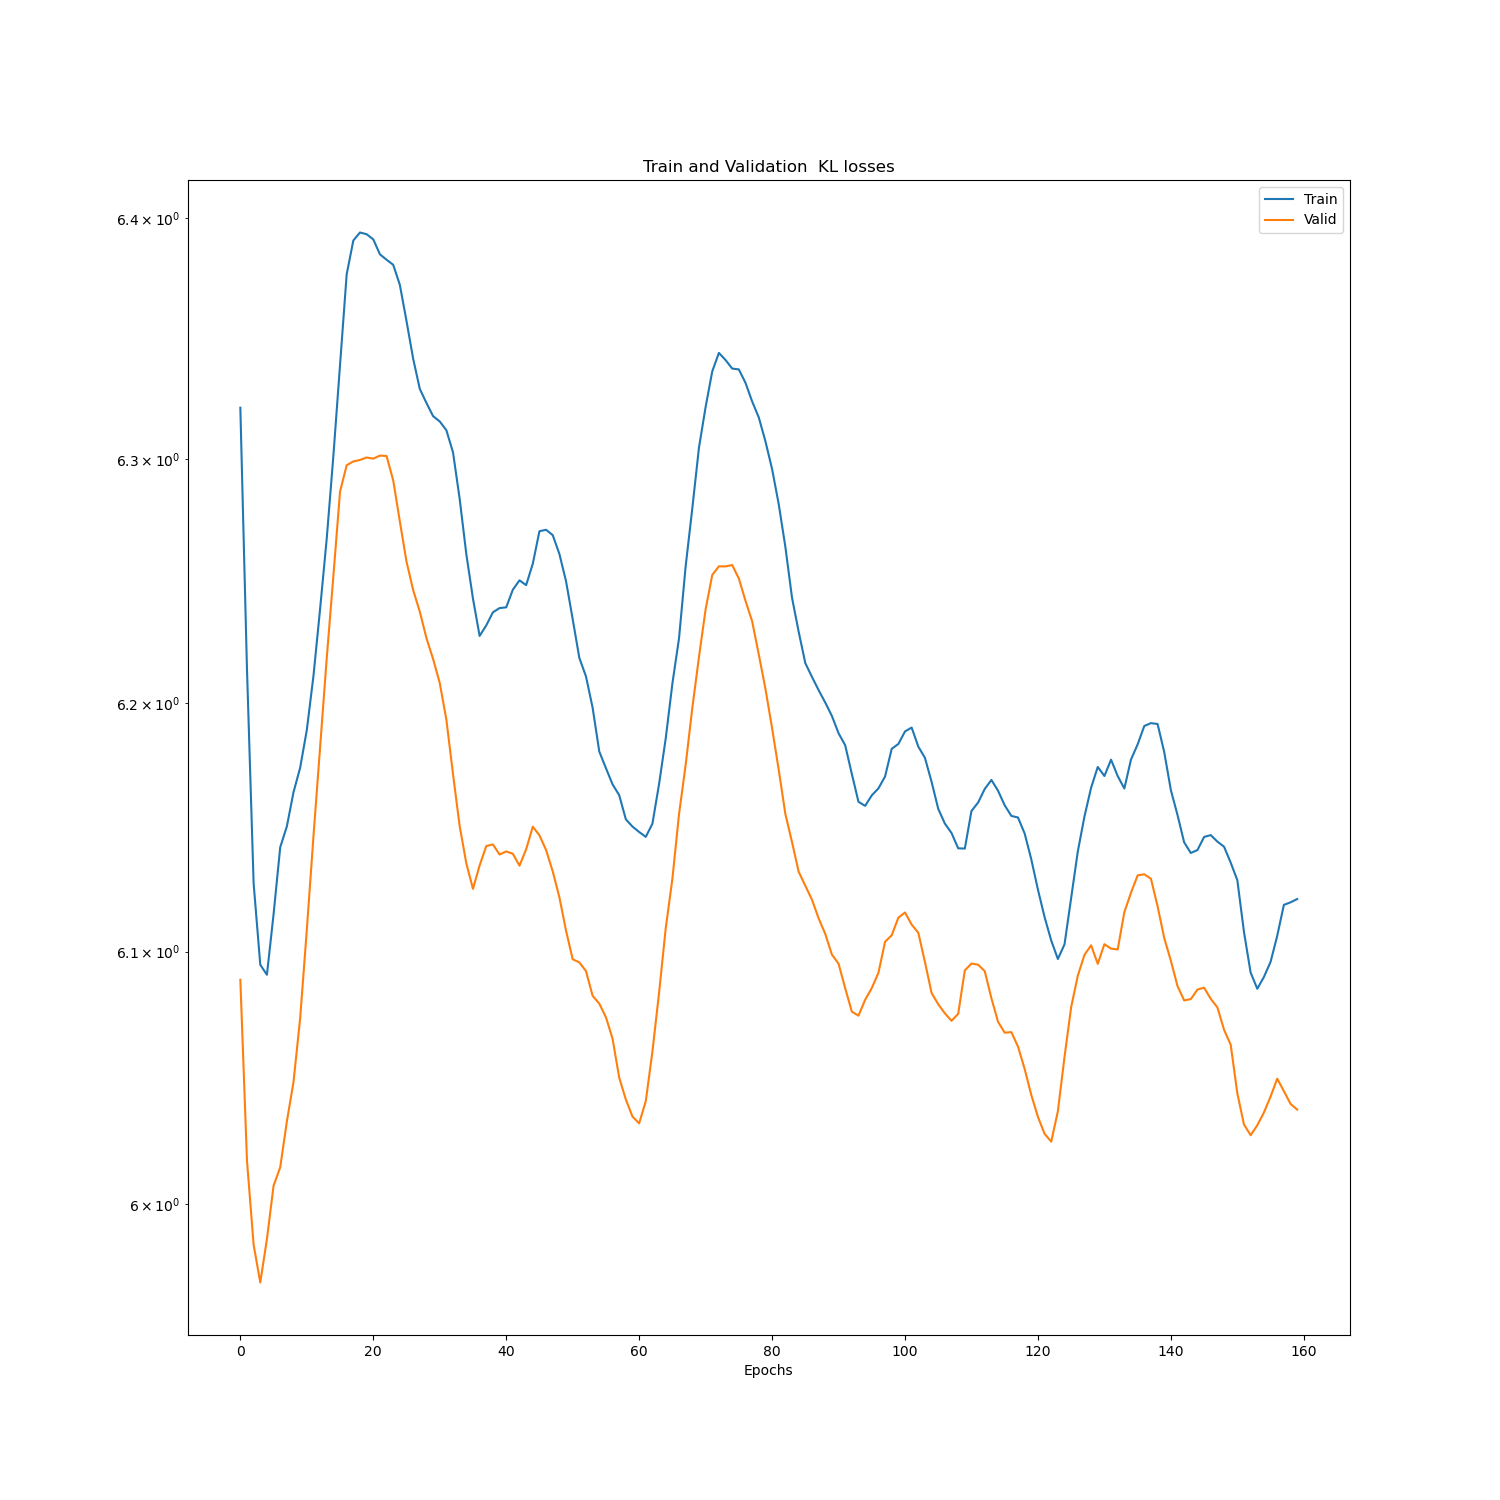 Train and Validation  KL losses
Train
Valid
6.4 × 10⁰
6.3 × 10⁰
6.2 × 10⁰
6.1 × 10⁰
6 × 10⁰
0 20 40 60 80 100 120 140 160
Epochs